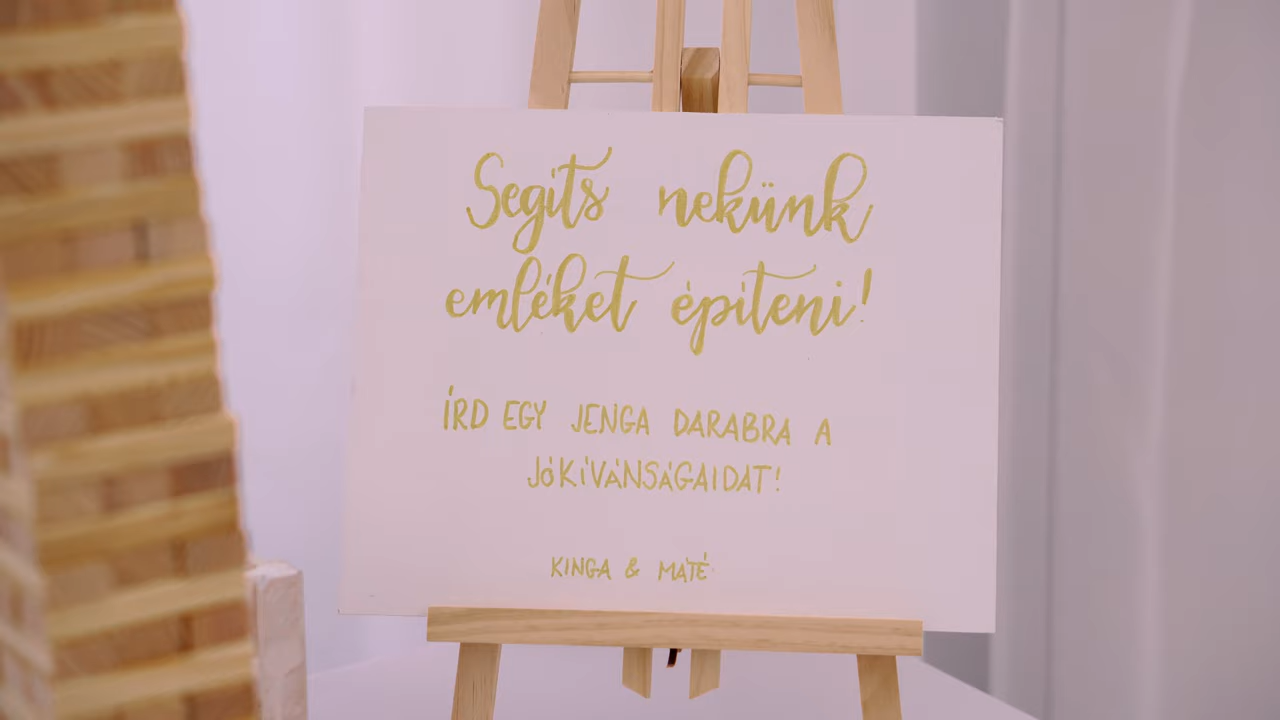 Segíts nekünk
emléket építeni!
ÍRD EGY JENGA DARABRA A
JÓKÍVÁNSÁGAIDAT!
KINGA & MÁTÉ